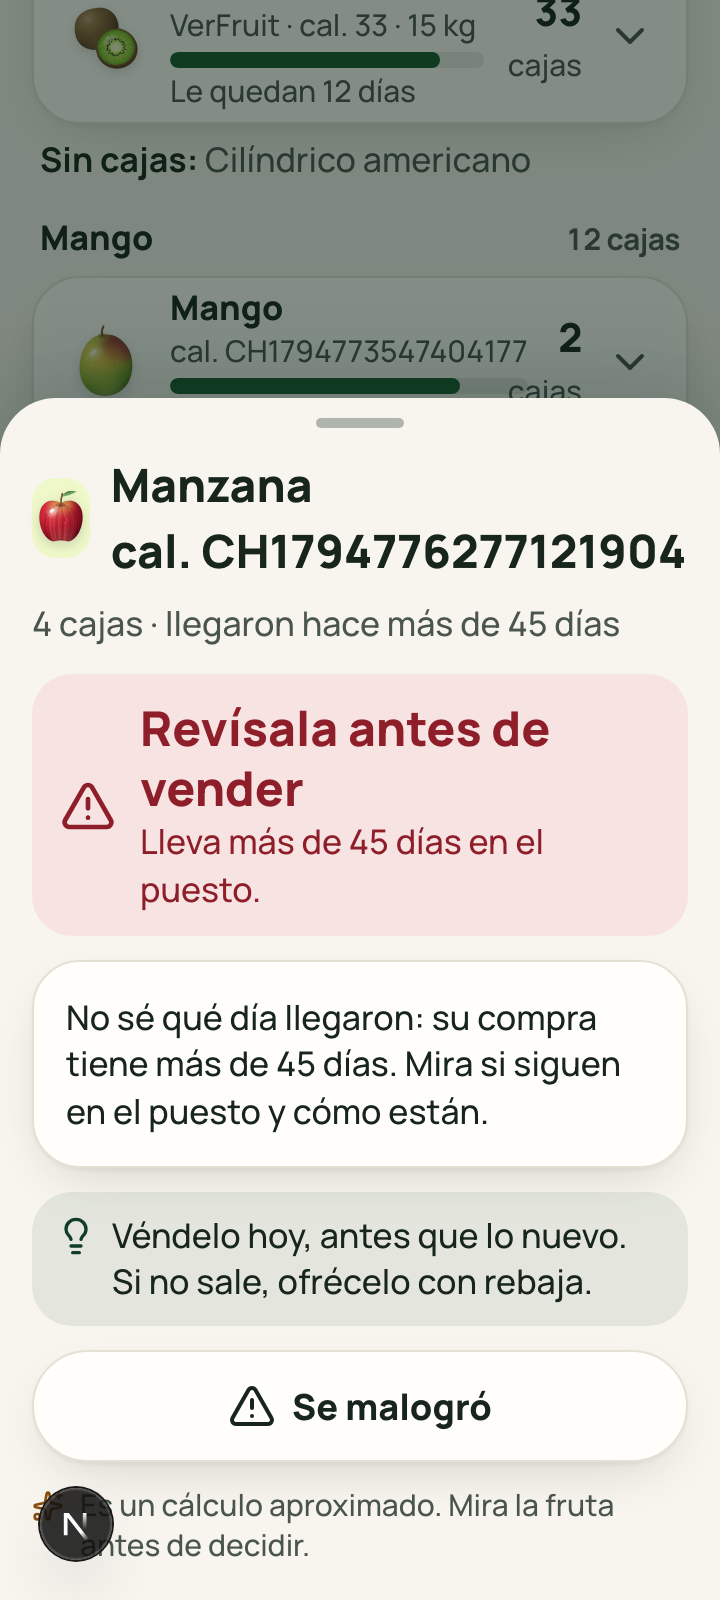 VerFruit · cal. 33 · 15 kg
33
cajas
Le quedan 12 días
Sin cajas: Cilíndrico americano
Mango
12 cajas
Mango
cal. CH1794773547404177
2
cajas
Manzana
cal. CH1794776277121904
4 cajas · llegaron hace más de 45 días
Revísala antes de
vender
Lleva más de 45 días en el
puesto.
No sé qué día llegaron: su compra
tiene más de 45 días. Mira si siguen
en el puesto y cómo están.
Véndelo hoy, antes que lo nuevo.
Si no sale, ofrécelo con rebaja.
Se malogró
Es un cálculo aproximado. Mira la fruta
antes de decidir.
N